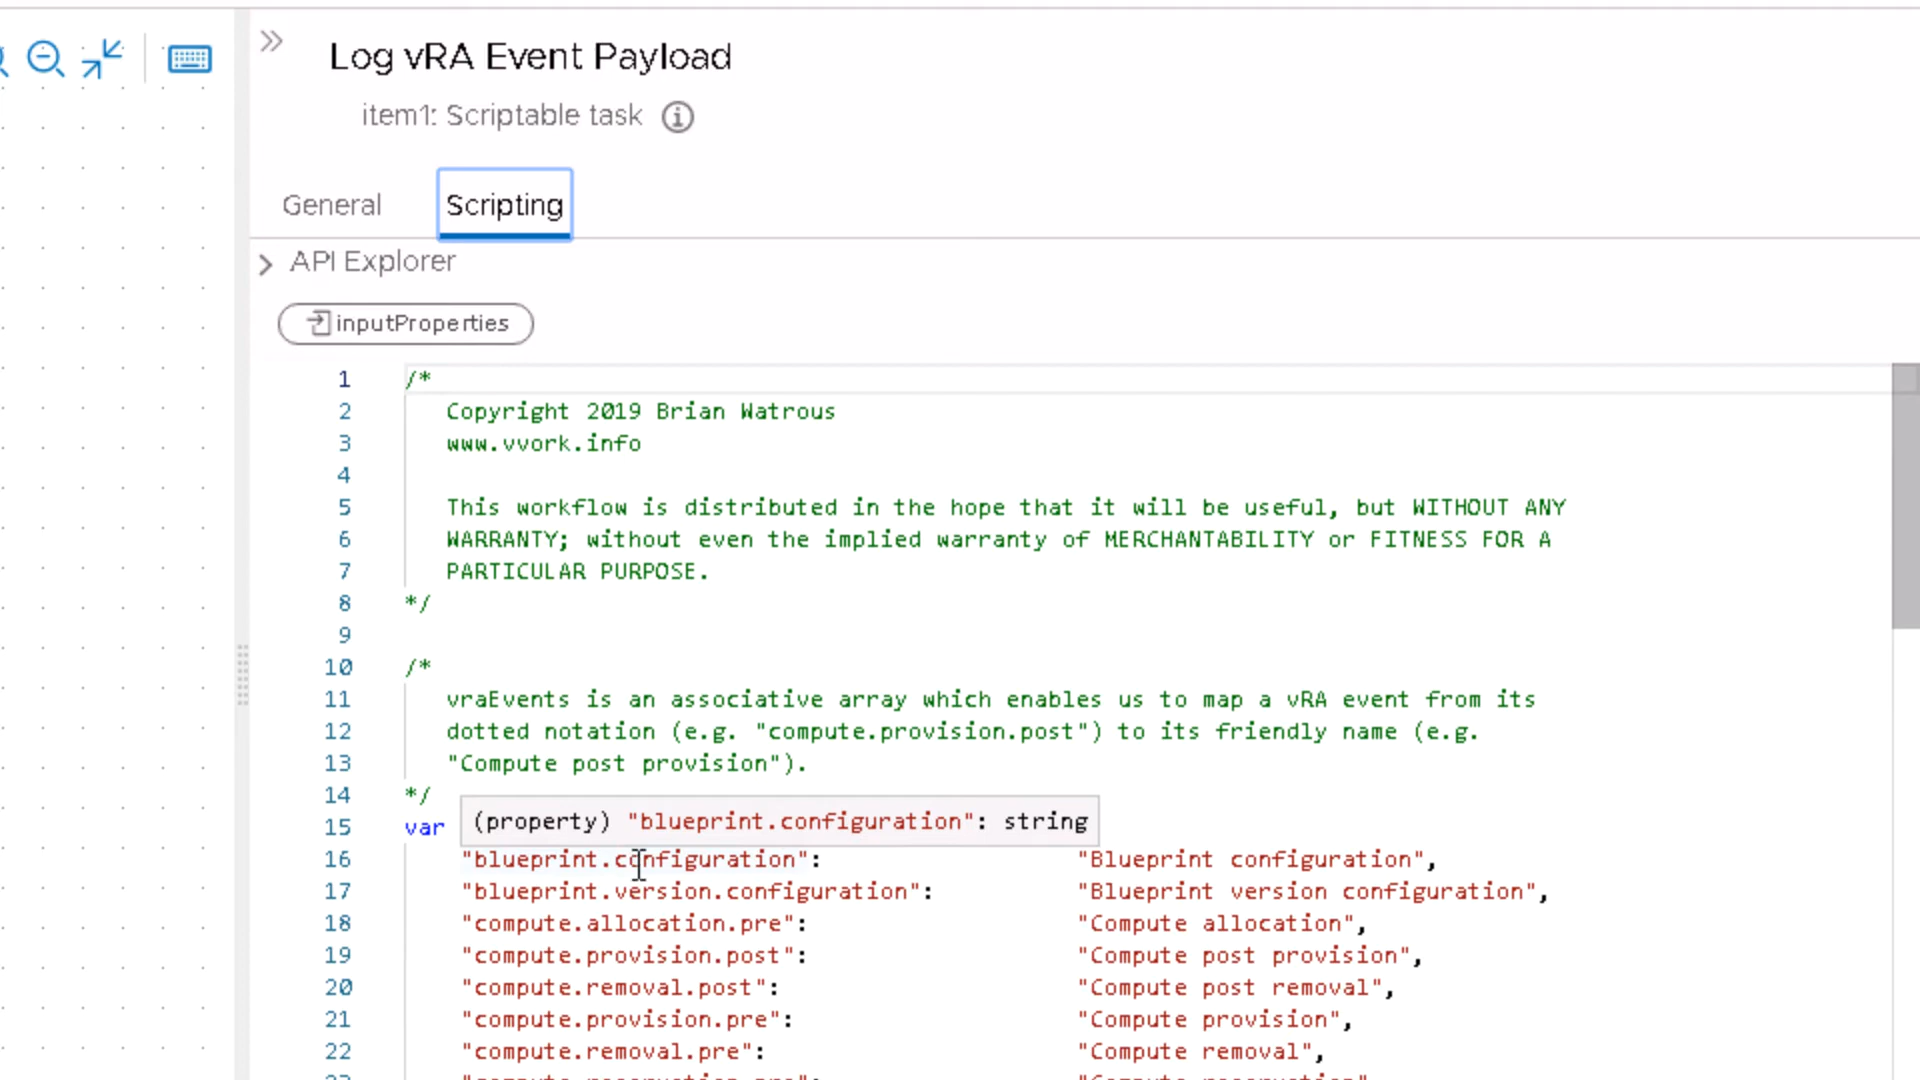 Log vRA Event Payload
item1: Scriptable task
General
Scripting
API Explorer
inputProperties
1 /*
2 Copyright 2019 Brian Watrous
3 www.vvork.info
4
5 This workflow is distributed in the hope that it will be useful, but WITHOUT ANY
6 WARRANTY; without even the implied warranty of MERCHANTABILITY or FITNESS FOR A
7 PARTICULAR PURPOSE.
8 */
9
10 /*
11 vraEvents is an associative array which enables us to map a vRA event from its
12 dotted notation (e.g. "compute.provision.post") to its friendly name (e.g.
13 "Compute post provision").
14 */
(property) "blueprint.configuration": string
15 var
16 "blueprint.configuration": "Blueprint configuration",
17 "blueprint.version.configuration": "Blueprint version configuration",
18 "compute.allocation.pre": "Compute allocation",
19 "compute.provision.post": "Compute post provision",
20 "compute.removal.post": "Compute post removal",
21 "compute.provision.pre": "Compute provision",
22 "compute.removal.pre": "Compute removal",